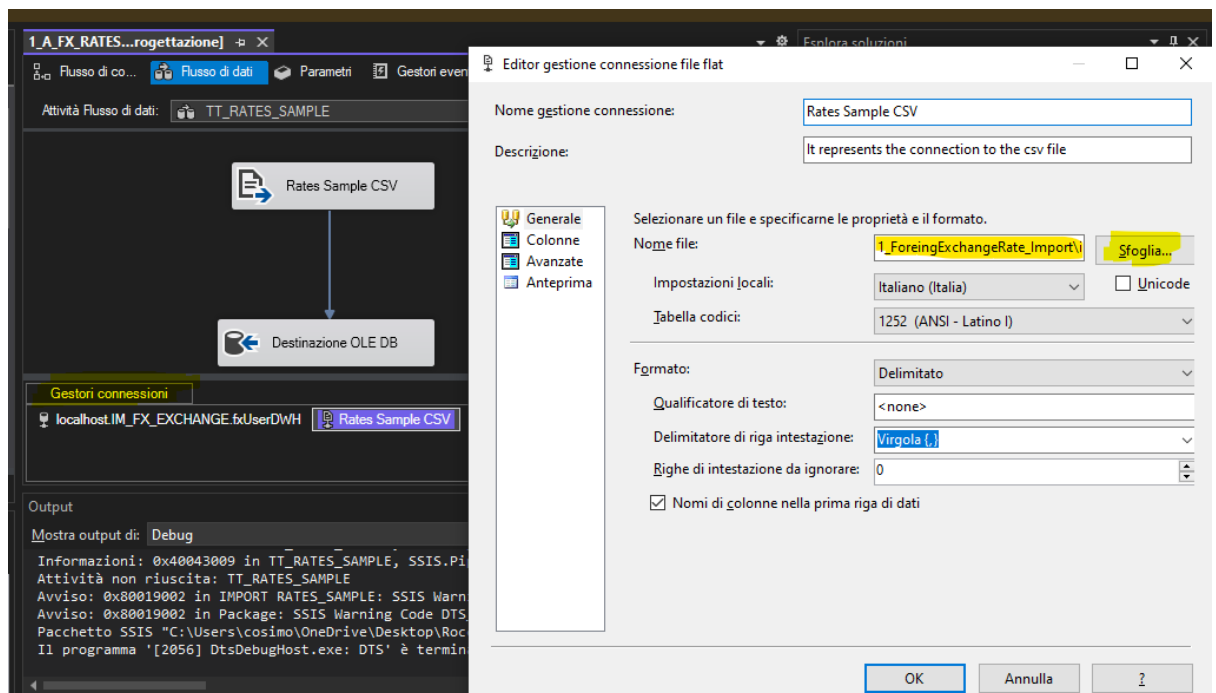 1_A_FX_RATES...rogettazione]
Esplora soluzioni
Flusso di co...
Flusso di dati
Parametri
Gestori even
Attività Flusso di dati:
TT_RATES_SAMPLE
Rates Sample CSV
Destinazione OLE DB
Gestori connessioni
localhost.IM_FX_EXCHANGE.fxUserDWH
Rates Sample CSV
Output
Mostra output di:
Debug
Informazioni: 0x40043009 in TT_RATES_SAMPLE, SSIS.Pi
Attività non riuscita: TT_RATES_SAMPLE
Avviso: 0x80019002 in IMPORT RATES_SAMPLE: SSIS Warn
Avviso: 0x80019002 in Package: SSIS Warning Code DTS_
Pacchetto SSIS "C:\Users\cosimo\OneDrive\Desktop\Roc
Il programma '[2056] DtsDebugHost.exe: DTS' è termin
Editor gestione connessione file flat
Nome gestione connessione:
Rates Sample CSV
Descrizione:
It represents the connection to the csv file
Generale
Colonne
Avanzate
Anteprima
Selezionare un file e specificarne le proprietà e il formato.
Nome file:
1_ForeingExchangeRate_Import\i
Sfoglia...
Impostazioni locali:
Italiano (Italia)
Unicode
Tabella codici:
1252 (ANSI - Latino I)
Formato:
Delimitato
Qualificatore di testo:
<none>
Delimitatore di riga intestazione:
Virgola {,}
Righe di intestazione da ignorare:
0
Nomi di colonne nella prima riga di dati
OK
Annulla
?